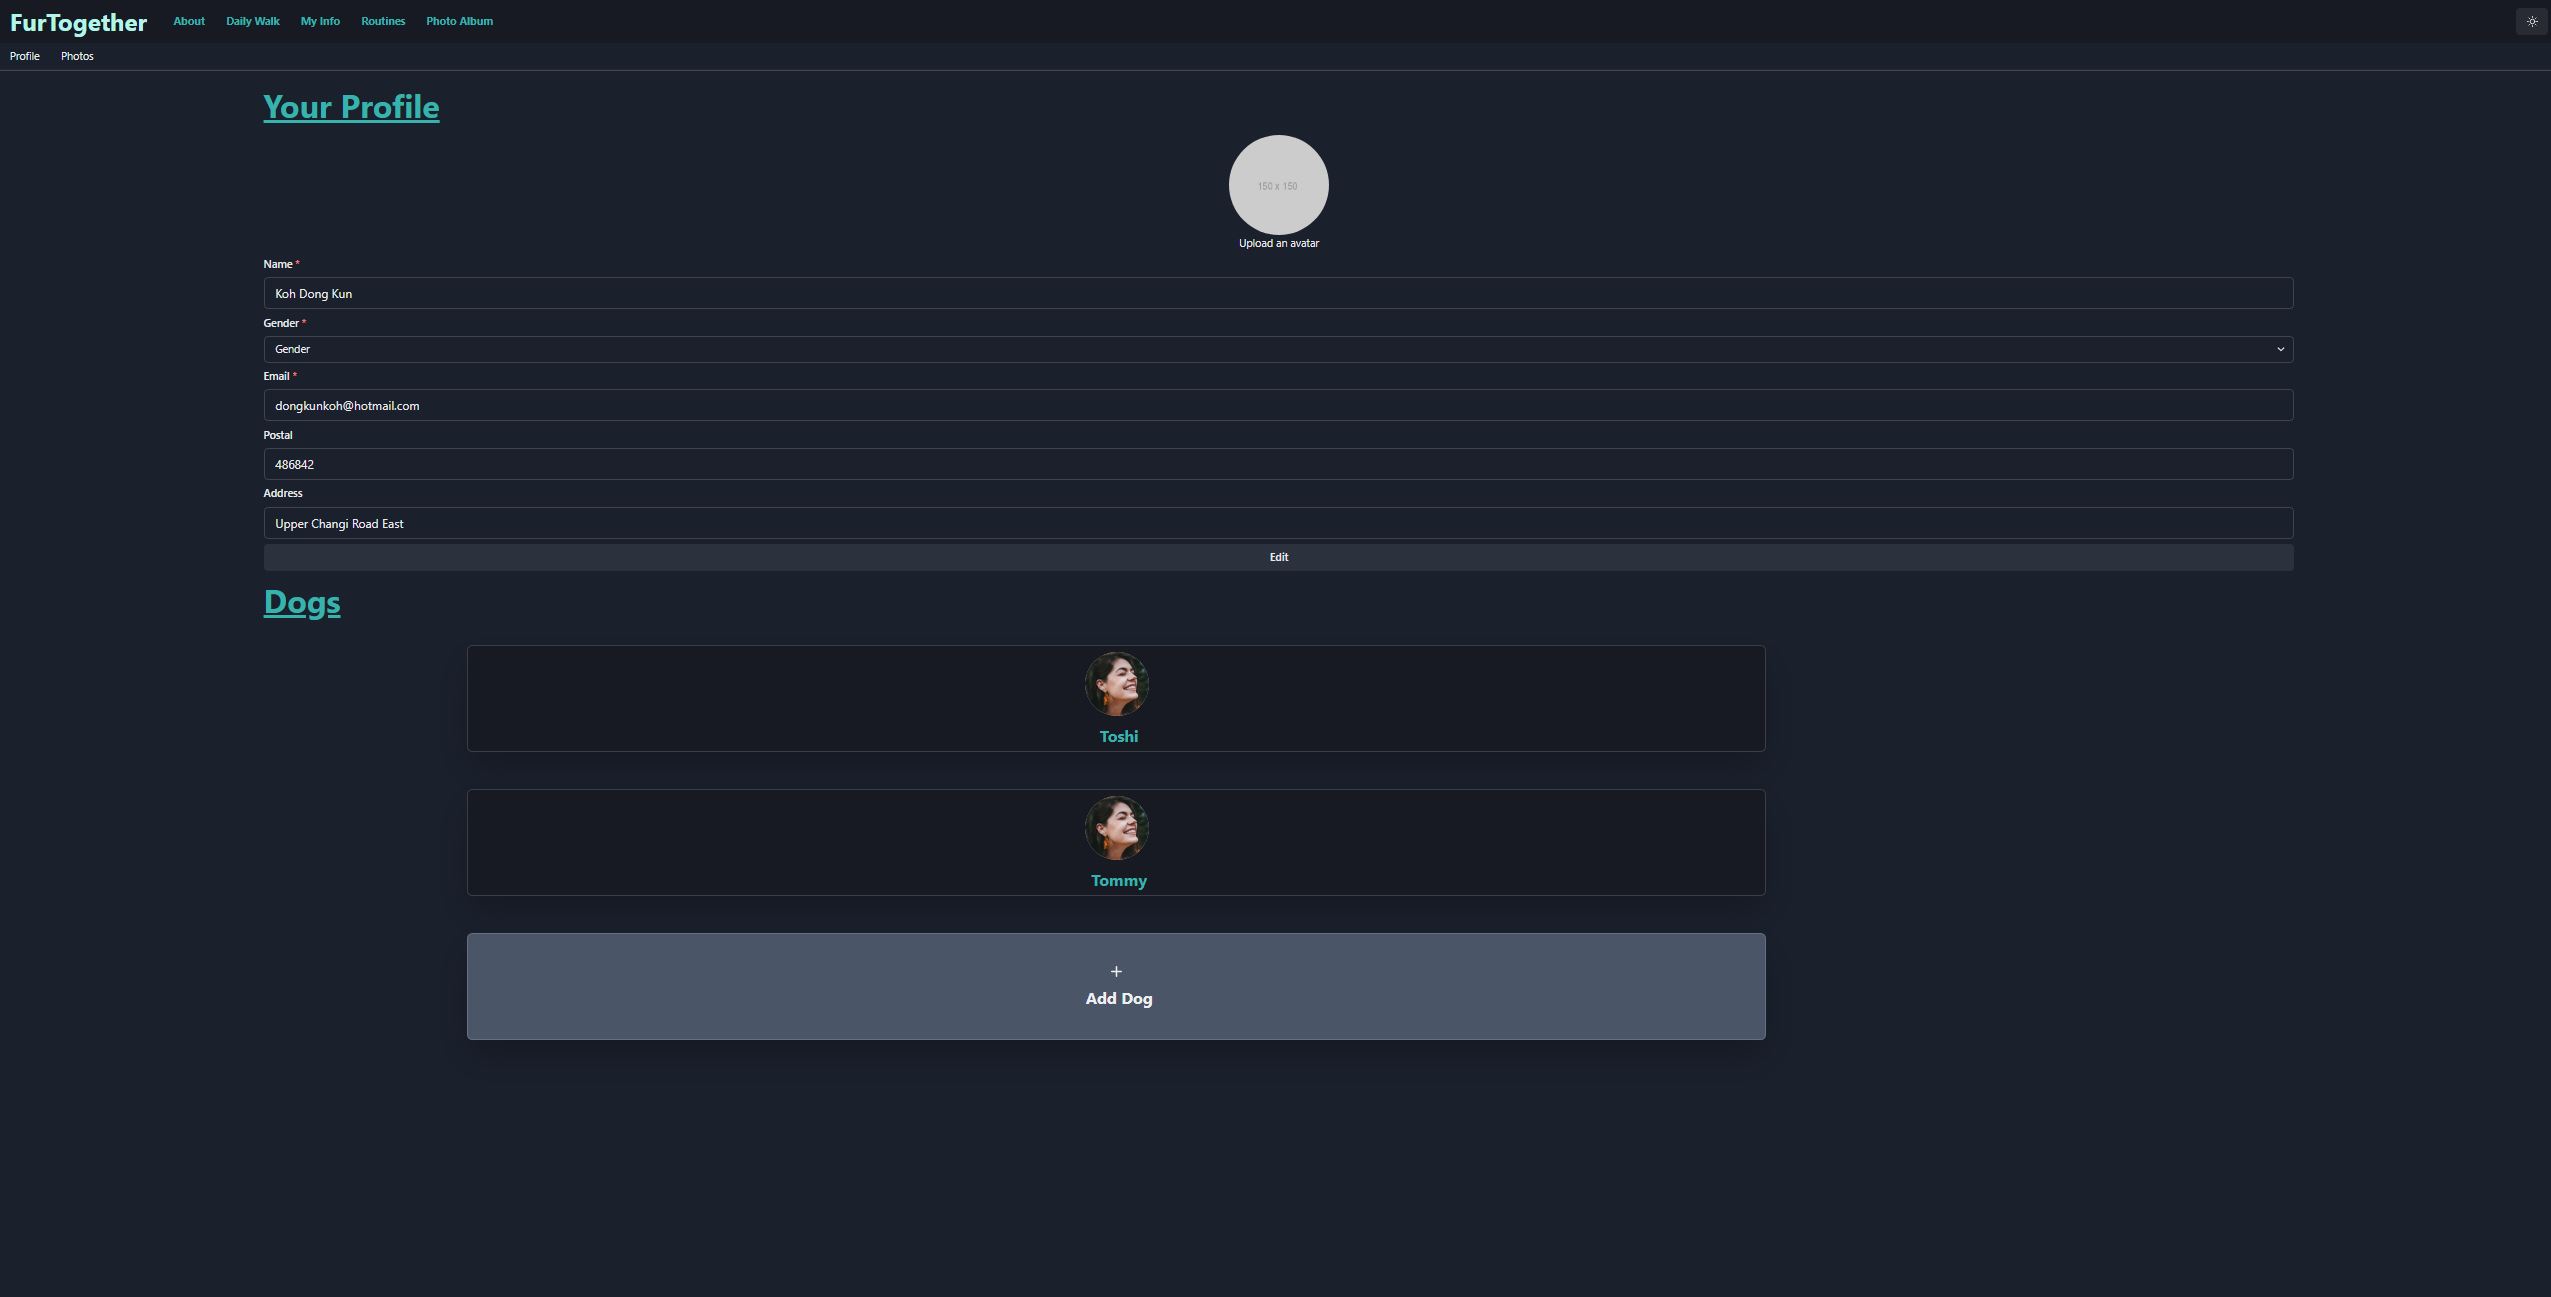 FurTogether About Daily Walk My Info Routines Photo Album
Profile Photos
Your Profile
150 x 150
Upload an avatar
Name *
Koh Dong Kun
Gender *
Gender
Email *
dongkunkoh@hotmail.com
Postal
486842
Address
Upper Changi Road East
Edit
Dogs
Toshi
Tommy
+
Add Dog